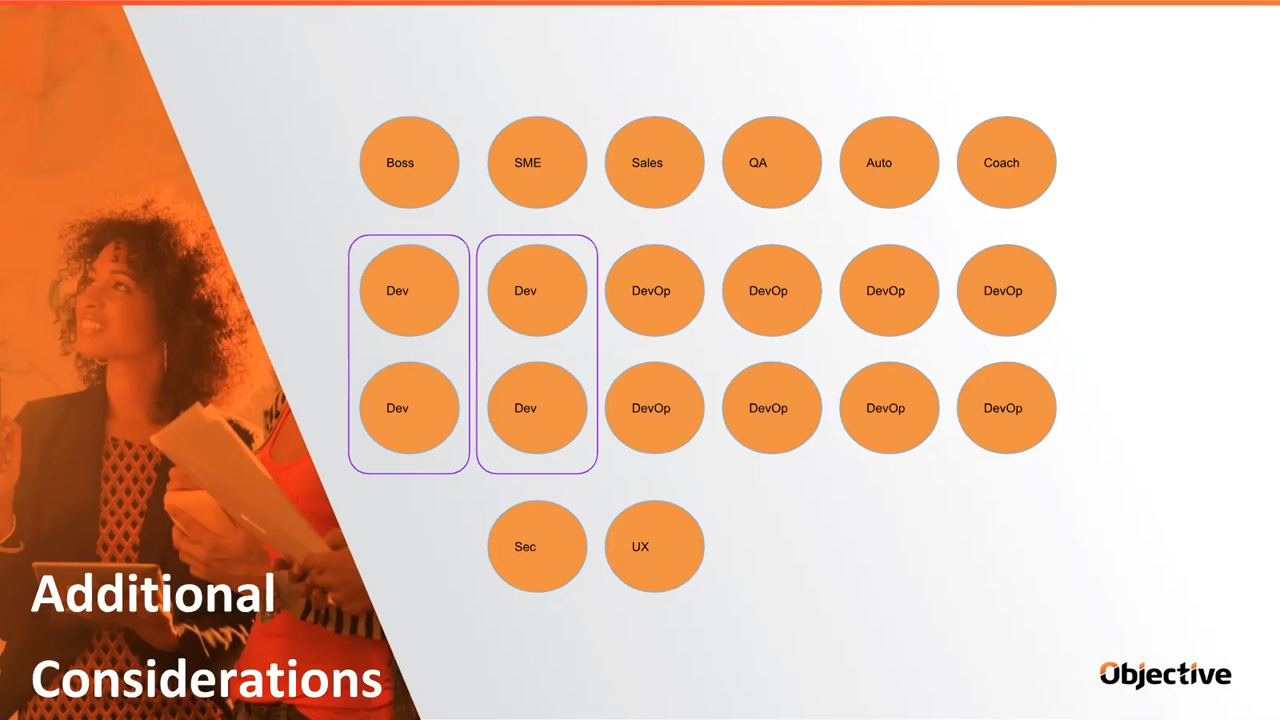 Boss SME Sales QA Auto Coach
Dev Dev DevOp DevOp DevOp DevOp
Dev Dev DevOp DevOp DevOp DevOp
Sec UX
Additional
Considerations
Objective